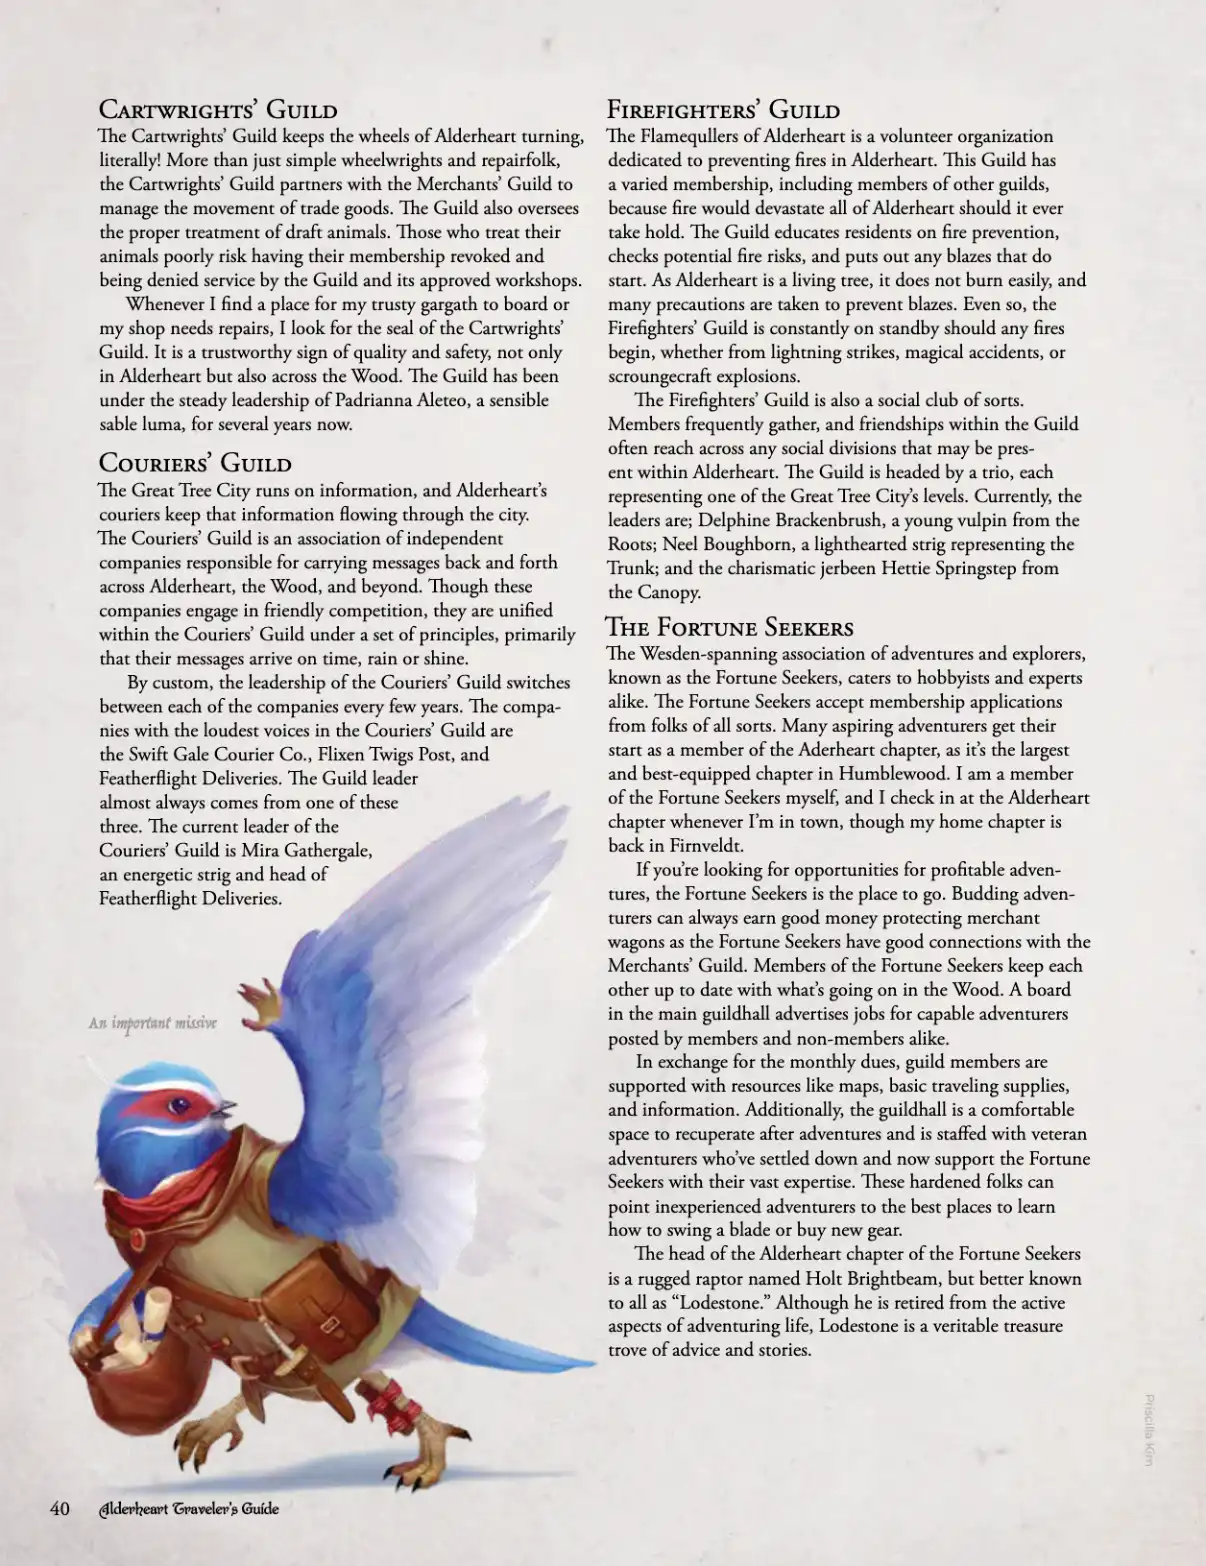 Cartwrights' Guild
The Cartwrights' Guild keeps the wheels of Alderheart turning,
literally! More than just simple wheelwrights and repairfolk,
the Cartwrights' Guild partners with the Merchants' Guild to
manage the movement of trade goods. The Guild also oversees
the proper treatment of draft animals. Those who treat their
animals poorly risk having their membership revoked and
being denied service by the Guild and its approved workshops.
Whenever I find a place for my trusty gargath to board or
my shop needs repairs, I look for the seal of the Cartwrights'
Guild. It is a trustworthy sign of quality and safety, not only
in Alderheart but also across the Wood. The Guild has been
under the steady leadership of Padrianna Aleteo, a sensible
sable luma, for several years now.
Couriers' Guild
The Great Tree City runs on information, and Alderheart's
couriers keep that information flowing through the city.
The Couriers' Guild is an association of independent
companies responsible for carrying messages back and forth
across Alderheart, the Wood, and beyond. Though these
companies engage in friendly competition, they are unified
within the Couriers' Guild under a set of principles, primarily
that their messages arrive on time, rain or shine.
By custom, the leadership of the Couriers' Guild switches
between each of the companies every few years. The compa-
nies with the loudest voices in the Couriers' Guild are
the Swift Gale Courier Co., Flixen Twigs Post, and
Featherflight Deliveries. The Guild leader
almost always comes from one of these
three. The current leader of the
Couriers' Guild is Mira Gathergale,
an energetic strig and head of
Featherflight Deliveries.
An important missive
Firefighters' Guild
The Flamequllers of Alderheart is a volunteer organization
dedicated to preventing fires in Alderheart. This Guild has
a varied membership, including members of other guilds,
because fire would devastate all of Alderheart should it ever
take hold. The Guild educates residents on fire prevention,
checks potential fire risks, and puts out any blazes that do
start. As Alderheart is a living tree, it does not burn easily, and
many precautions are taken to prevent blazes. Even so, the
Firefighters' Guild is constantly on standby should any fires
begin, whether from lightning strikes, magical accidents, or
scroungecraft explosions.
The Firefighters' Guild is also a social club of sorts.
Members frequently gather, and friendships within the Guild
often reach across any social divisions that may be pres-
ent within Alderheart. The Guild is headed by a trio, each
representing one of the Great Tree City's levels. Currently, the
leaders are; Delphine Brackenbrush, a young vulpin from the
Roots; Neel Boughborn, a lighthearted strig representing the
Trunk; and the charismatic jerbeen Hettie Springstep from
the Canopy.
The Fortune Seekers
The Wesden-spanning association of adventures and explorers,
known as the Fortune Seekers, caters to hobbyists and experts
alike. The Fortune Seekers accept membership applications
from folks of all sorts. Many aspiring adventurers get their
start as a member of the Aderheart chapter, as it's the largest
and best-equipped chapter in Humblewood. I am a member
of the Fortune Seekers myself, and I check in at the Alderheart
chapter whenever I'm in town, though my home chapter is
back in Firnveldt.
If you're looking for opportunities for profitable adven-
tures, the Fortune Seekers is the place to go. Budding adven-
turers can always earn good money protecting merchant
wagons as the Fortune Seekers have good connections with the
Merchants' Guild. Members of the Fortune Seekers keep each
other up to date with what's going on in the Wood. A board
in the main guildhall advertises jobs for capable adventurers
posted by members and non-members alike.
In exchange for the monthly dues, guild members are
supported with resources like maps, basic traveling supplies,
and information. Additionally, the guildhall is a comfortable
space to recuperate after adventures and is staffed with veteran
adventurers who've settled down and now support the Fortune
Seekers with their vast expertise. These hardened folks can
point inexperienced adventurers to the best places to learn
how to swing a blade or buy new gear.
The head of the Alderheart chapter of the Fortune Seekers
is a rugged raptor named Holt Brightbeam, but better known
to all as “Lodestone.” Although he is retired from the active
aspects of adventuring life, Lodestone is a veritable treasure
trove of advice and stories.
Priscilla Kim
40 Alderheart Traveler's Guide